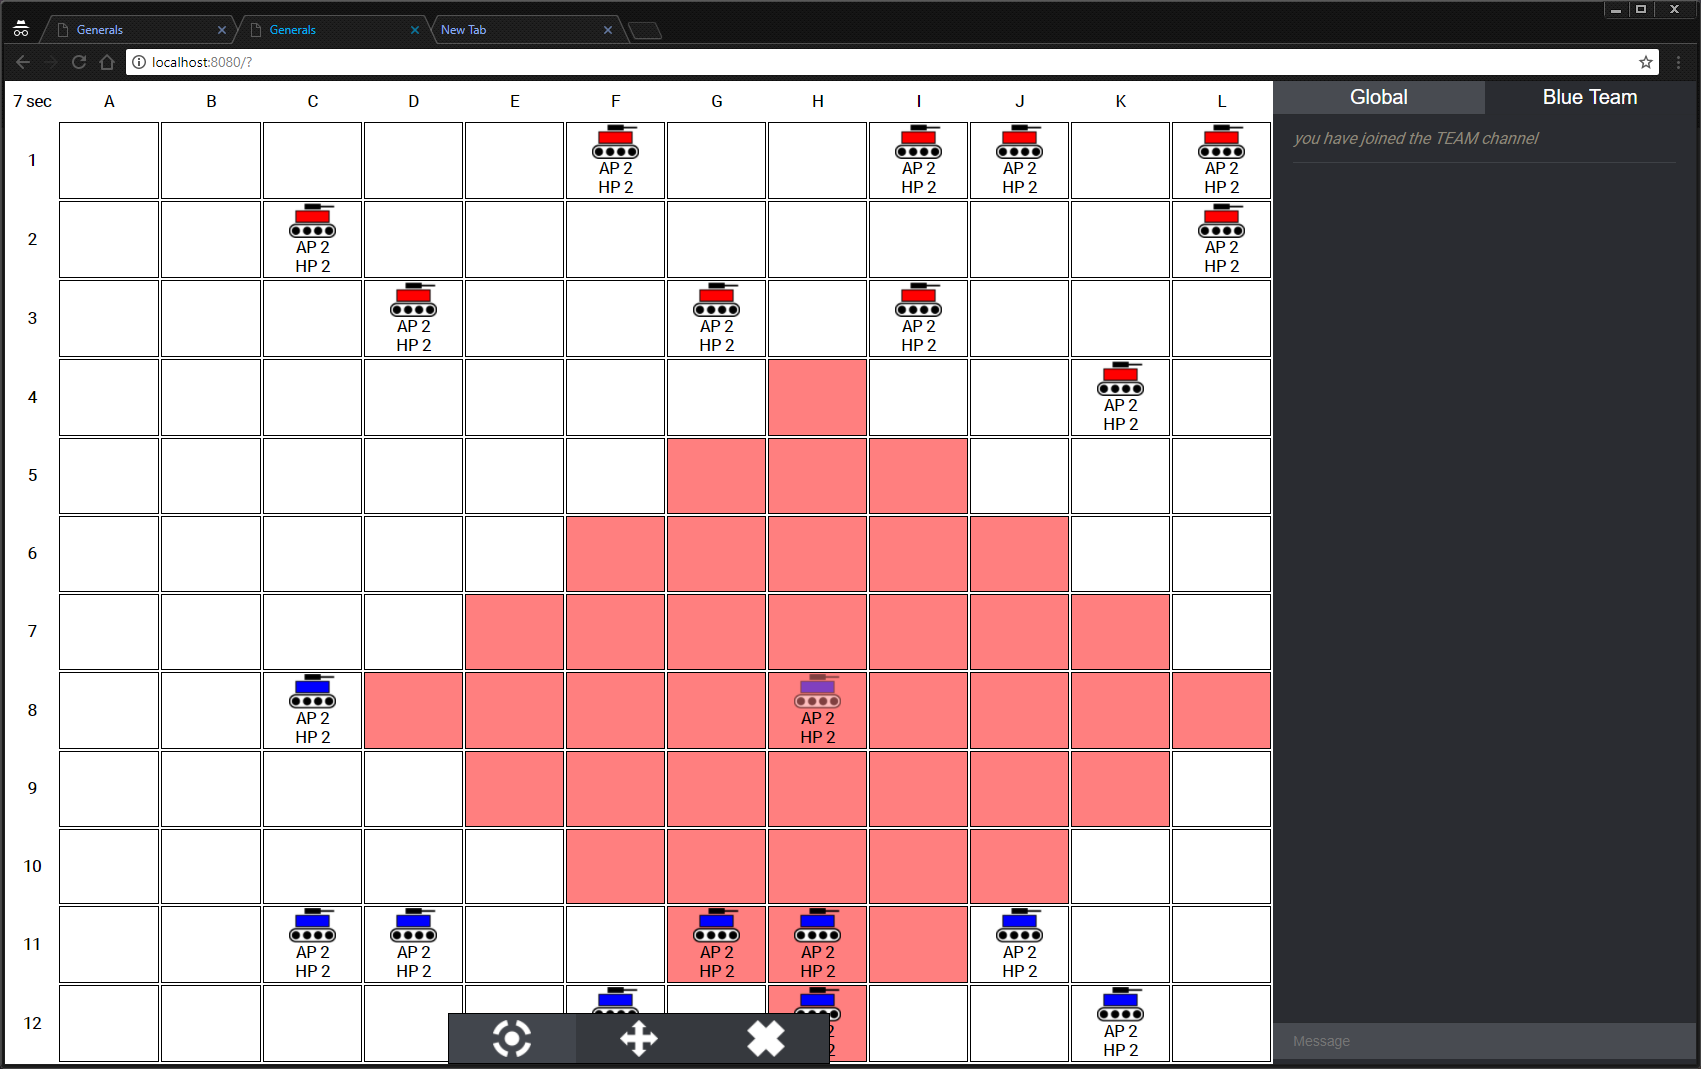 Generals
Generals
New Tab
localhost:8080/?
7 sec A B C D E F G H I J K L
Global Blue Team
you have joined the TEAM channel
1
AP 2 AP 2 AP 2 AP 2
HP 2 HP 2 HP 2 HP 2
2
AP 2 AP 2
HP 2 HP 2
3
AP 2 AP 2 AP 2
HP 2 HP 2 HP 2
4
AP 2
HP 2
5
6
7
8
AP 2 AP 2
HP 2 HP 2
9
10
11
AP 2 AP 2 AP 2 AP 2 AP 2
HP 2 HP 2 HP 2 HP 2 HP 2
12
2 AP 2
2 HP 2
Message